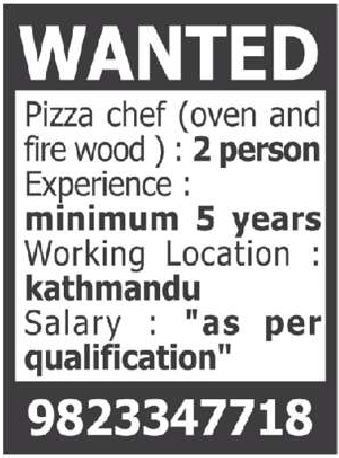 WANTED
Pizza chef (oven and
fire wood ) : 2 person
Experience :
minimum 5 years
Working Location :
kathmandu
Salary : "as per
qualification"
9823347718